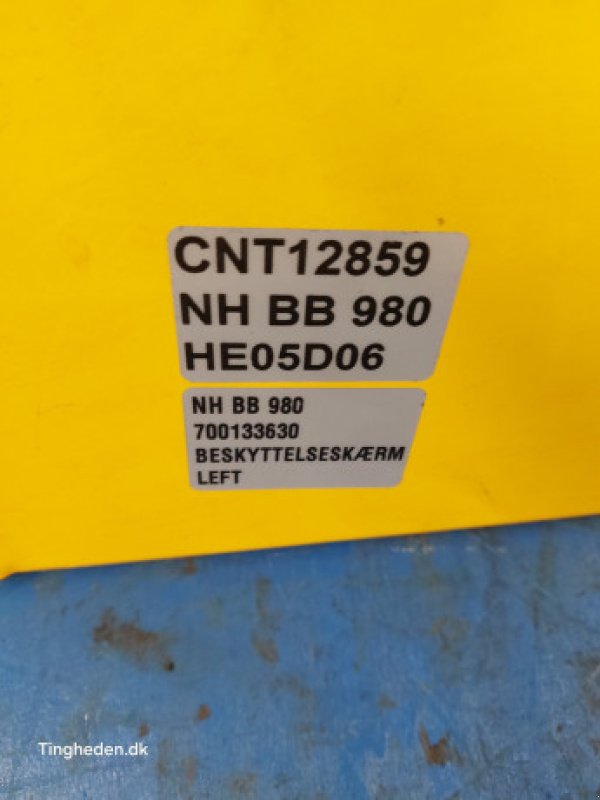 CNT12859
NH BB 980
HE05D06
NH BB 980
700133630
BESKYTTELSESKÆRM
LEFT
Tingheden.dk